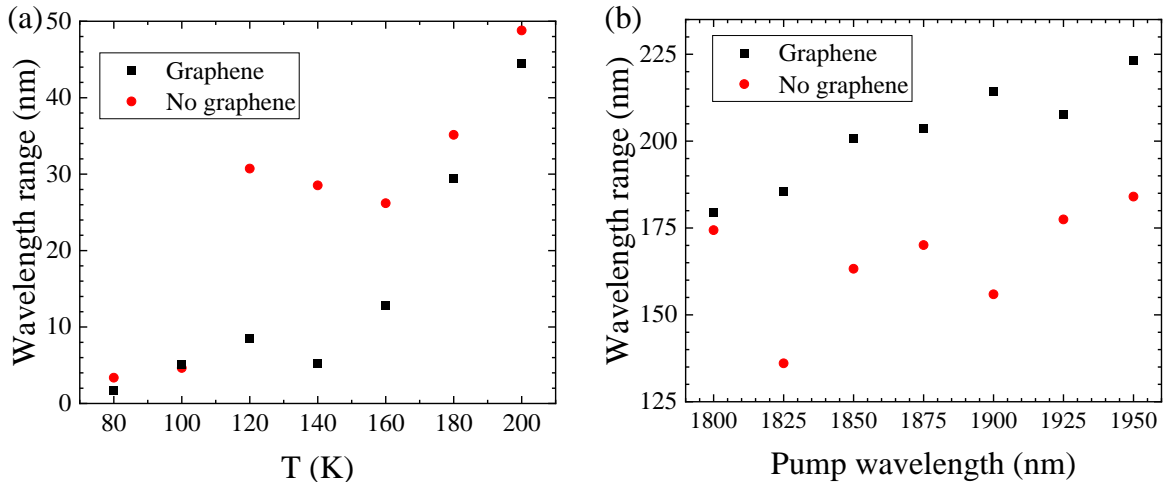 (a)
Wavelength range (nm)
50
40
30
20
10
0
Graphene
No graphene
80 100 120 140 160 180 200
T (K)
(b)
Wavelength range (nm)
225
200
175
150
125
Graphene
No graphene
1800 1825 1850 1875 1900 1925 1950
Pump wavelength (nm)